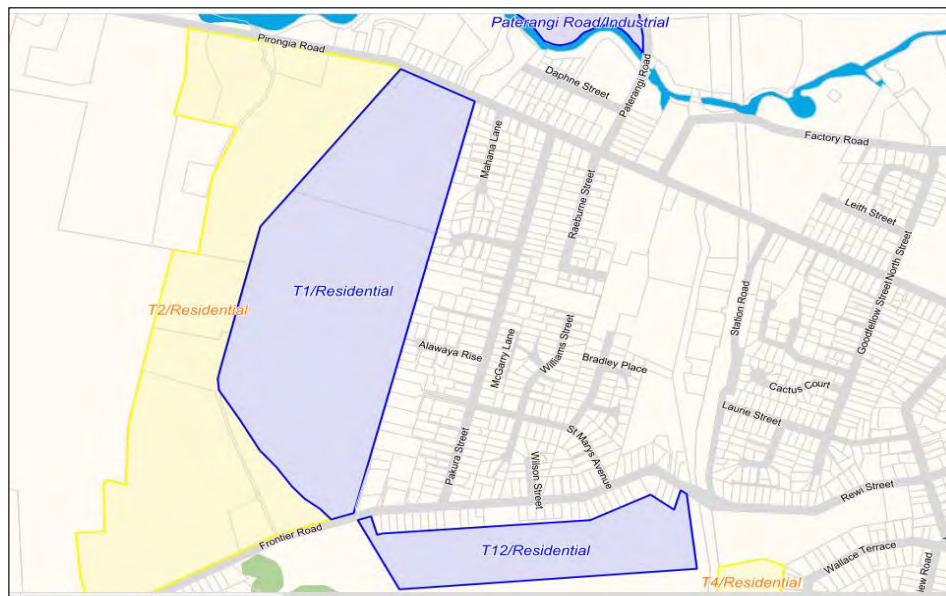 Paterangi Road/Industrial
Pirongia Road
Daphne Street
Paterangi Road
Factory Road
Mahana Lane
Raeburne Street
Leith Street
North Street
Goodfellow Street
Station Road
T1/Residential
T2/Residential
Alawaya Rise
McGarry Lane
Williams Street
Bradley Place
Cactus Court
Laurie Street
Pakura Street
Wilson Street
St Marys Avenue
Rewi Street
Frontier Road
T12/Residential
T4/Residential
Wallace Terrace
iew Road